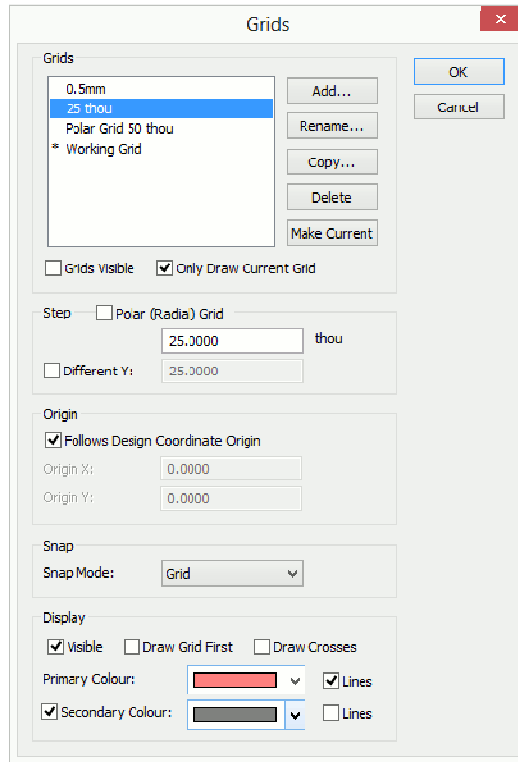 Grids
Grids
OK
Cancel
0.5mm
25 thou
Polar Grid 50 thou
* Working Grid
Add...
Rename...
Copy...
Delete
Make Current
Grids Visible
Only Draw Current Grid
Step
Polar (Radial) Grid
25.0000
thou
Different Y:
25.0000
Origin
Follows Design Coordinate Origin
Origin X:
0.0000
Origin Y:
0.0000
Snap
Snap Mode:
Grid
Display
Visible
Draw Grid First
Draw Crosses
Primary Colour:
Lines
Secondary Colour:
Lines